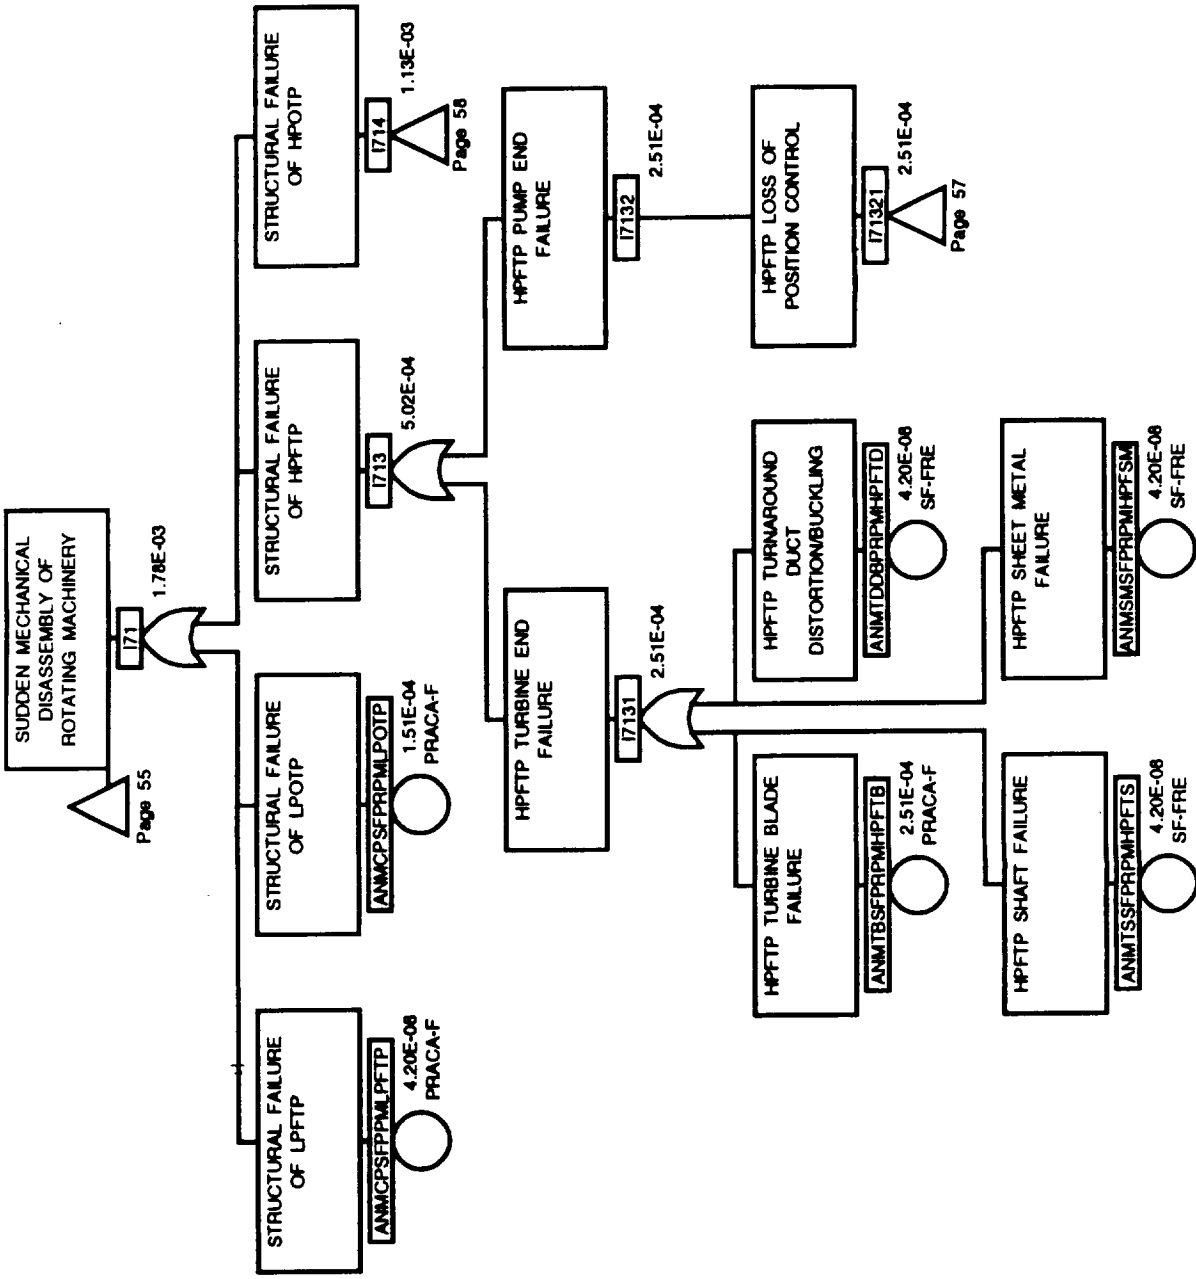 SUDDEN MECHANICAL
DISASSEMBLY OF
ROTATING MACHINERY
I71
1.78E-03
Page 55
STRUCTURAL FAILURE
OF LPFTP
ANMCPSFPPMLPFTP
4.20E-08
PRACA-F
STRUCTURAL FAILURE
OF LPOTP
ANMCPSFPRPMLPOTP
1.51E-04
PRACA-F
STRUCTURAL FAILURE
OF HPFTP
I713
5.02E-04
STRUCTURAL FAILURE
OF HPOTP
I714
1.13E-03
Page 58
HPFTP TURBINE END
FAILURE
I7131
2.51E-04
HPFTP PUMP END
FAILURE
I7132
2.51E-04
HPFTP TURBINE BLADE
FAILURE
ANMTBSFPRPMHPFTB
2.51E-04
PRACA-F
HPFTP TURNAROUND
DUCT
DISTORTION/BUCKLING
ANMTDDBPRPMHPFTD
4.20E-08
SF-FRE
HPFTP LOSS OF
POSITION CONTROL
I71321
2.51E-04
Page 57
HPFTP SHAFT FAILURE
ANMTSSFPRPMHPFTS
4.20E-08
SF-FRE
HPFTP SHEET METAL
FAILURE
ANMSMSFPRPMHPFSM
4.20E-08
SF-FRE